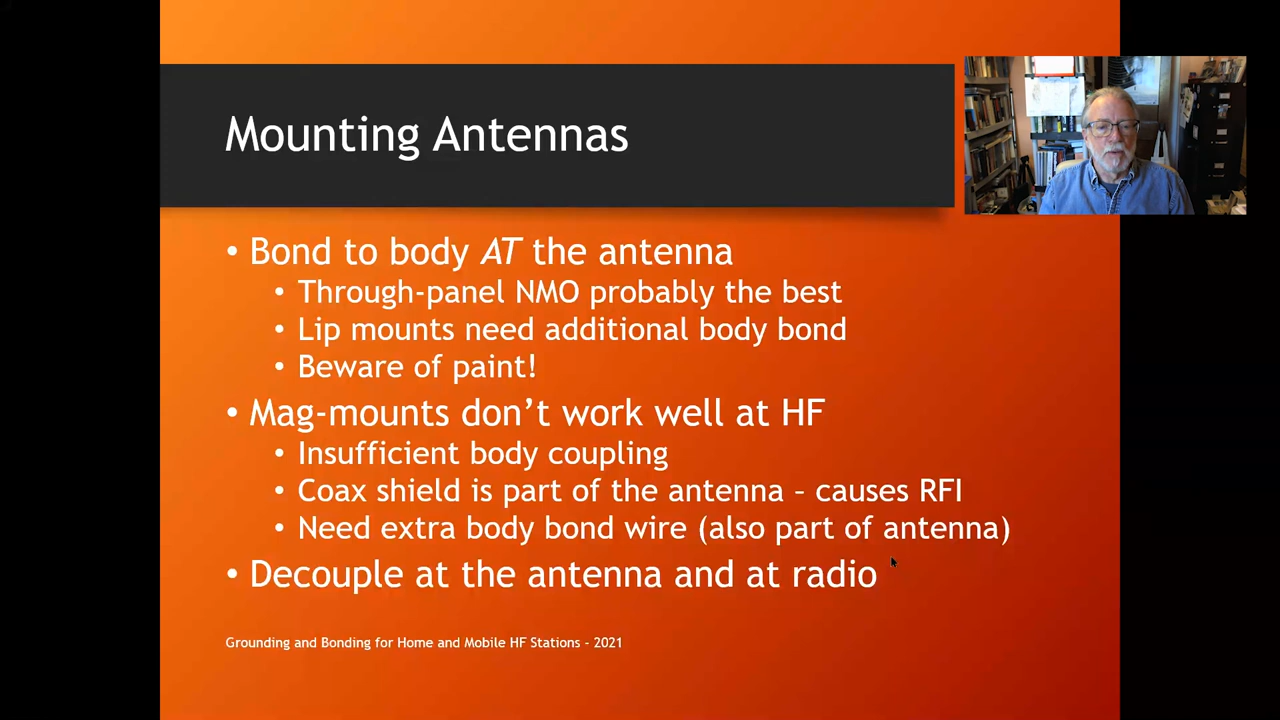 Mounting Antennas
• Bond to body AT the antenna
• Through-panel NMO probably the best
• Lip mounts need additional body bond
• Beware of paint!
• Mag-mounts don’t work well at HF
• Insufficient body coupling
• Coax shield is part of the antenna – causes RFI
• Need extra body bond wire (also part of antenna)
• Decouple at the antenna and at radio
Grounding and Bonding for Home and Mobile HF Stations - 2021